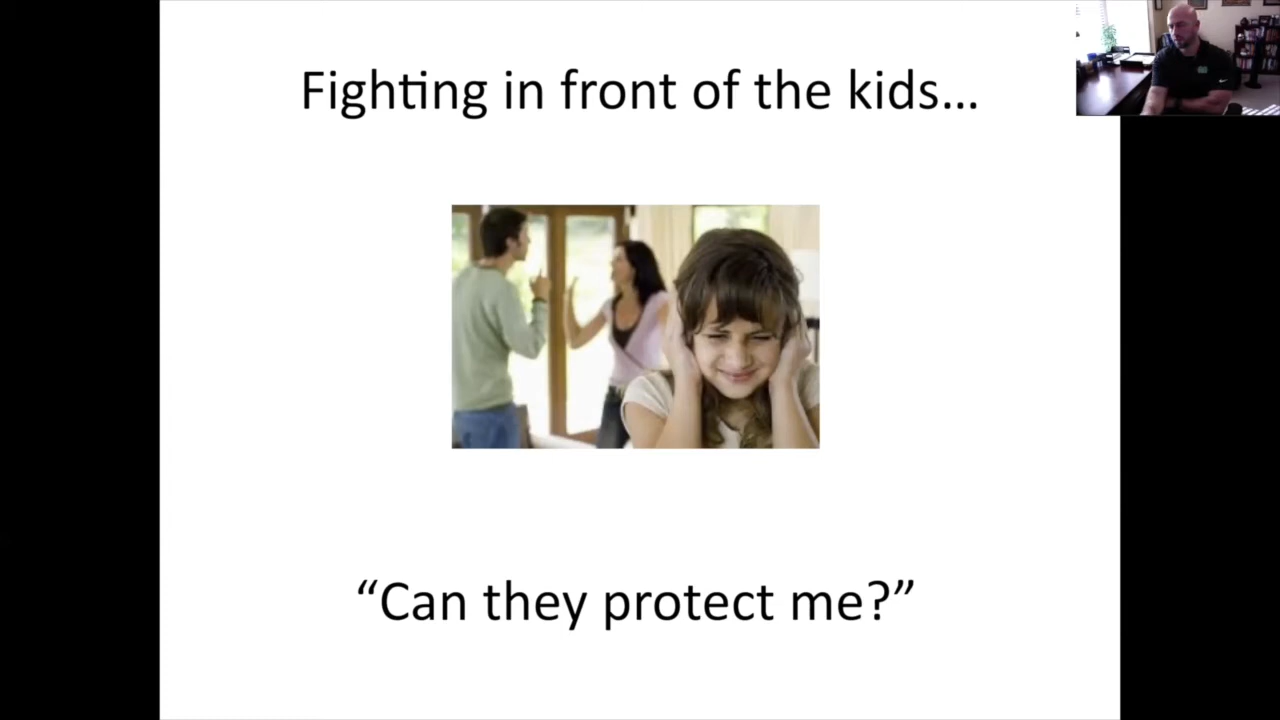 Fighting in front of the kids…
“Can they protect me?”